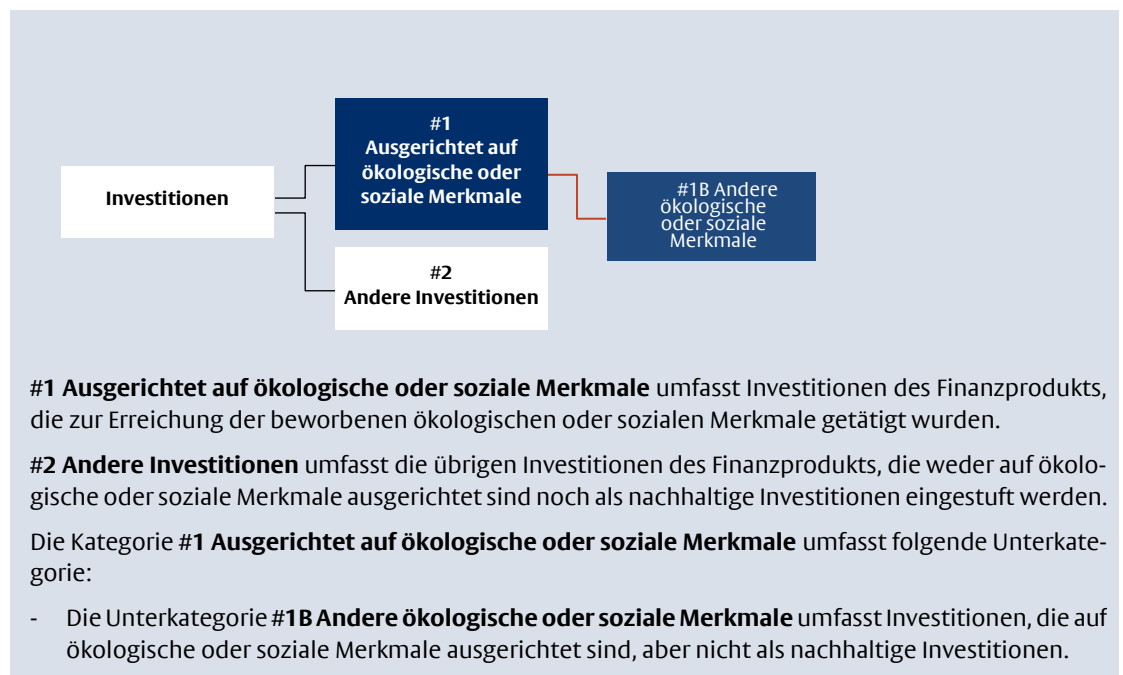 #1
Ausgerichtet auf
ökologische oder
soziale Merkmale
Investitionen
#1B Andere
ökologische
oder soziale
Merkmale
#2
Andere Investitionen
#1 Ausgerichtet auf ökologische oder soziale Merkmale umfasst Investitionen des Finanzprodukts,
die zur Erreichung der beworbenen ökologischen oder sozialen Merkmale getätigt wurden.
#2 Andere Investitionen umfasst die übrigen Investitionen des Finanzprodukts, die weder auf ökolo-
gische oder soziale Merkmale ausgerichtet sind noch als nachhaltige Investitionen eingestuft werden.
Die Kategorie #1 Ausgerichtet auf ökologische oder soziale Merkmale umfasst folgende Unterkate-
gorie:
- Die Unterkategorie #1B Andere ökologische oder soziale Merkmale umfasst Investitionen, die auf
ökologische oder soziale Merkmale ausgerichtet sind, aber nicht als nachhaltige Investitionen.